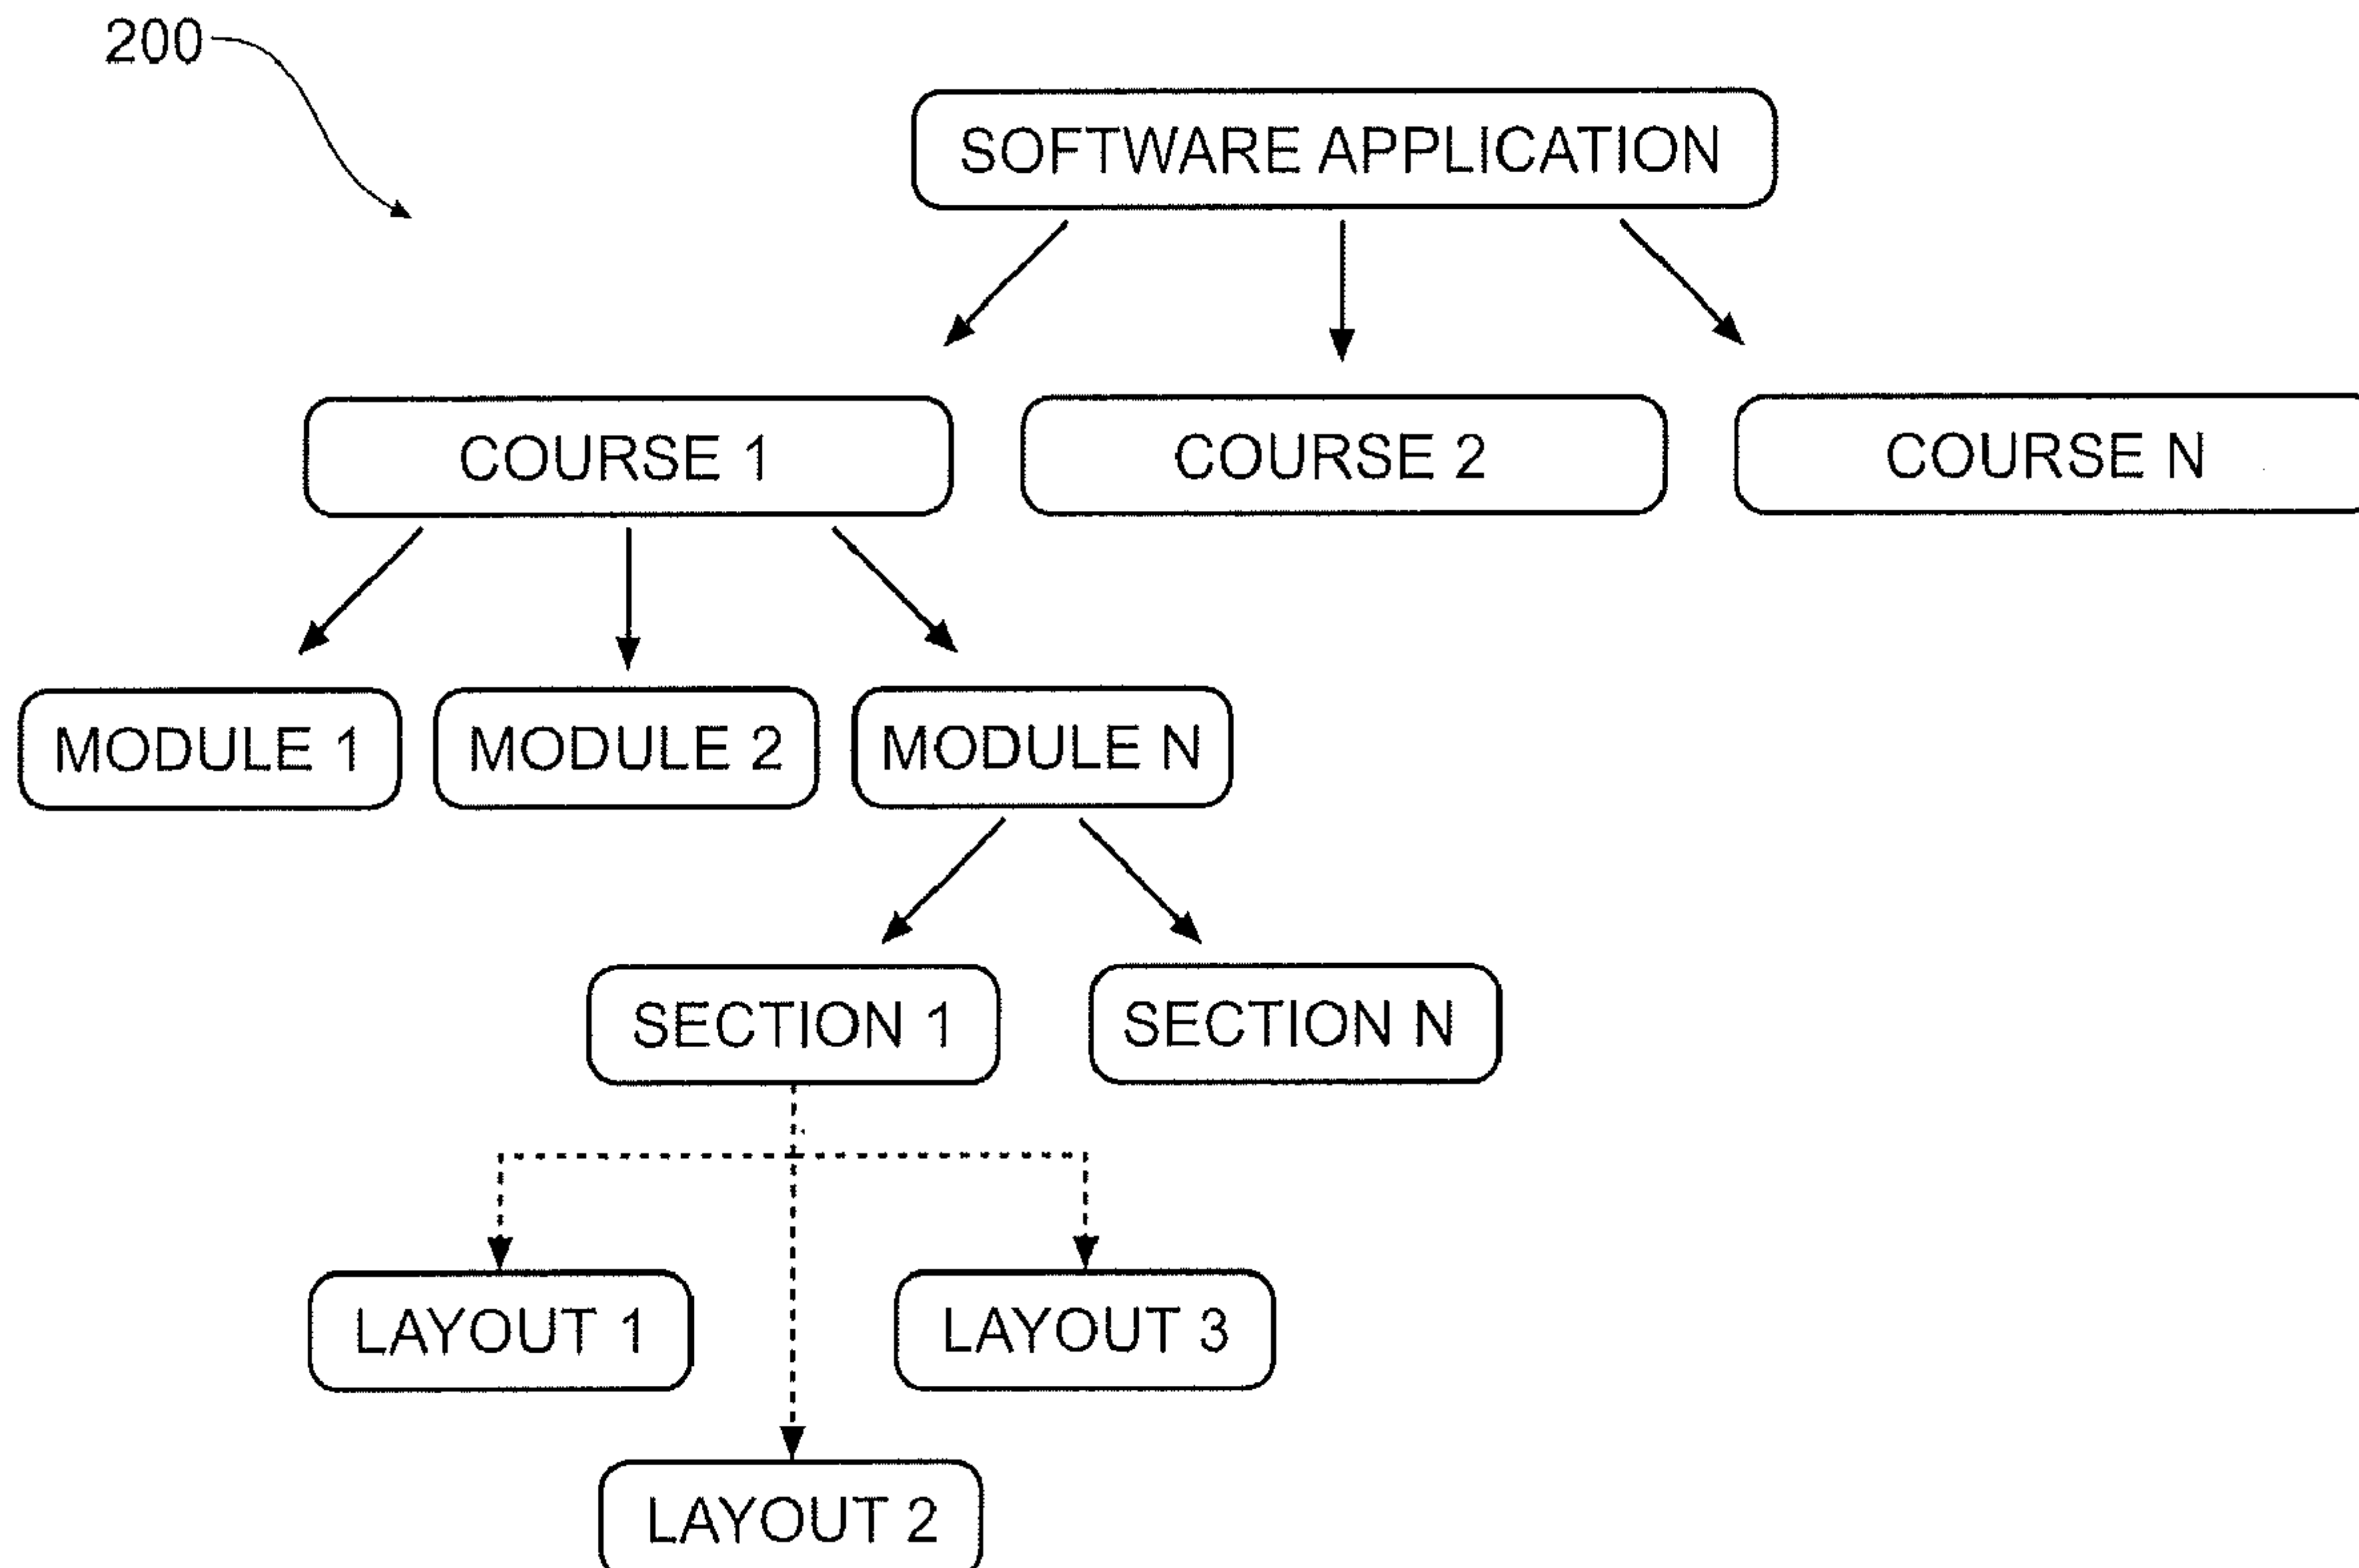 200
SOFTWARE APPLICATION
COURSE 1
COURSE 2
COURSE N
MODULE 1
MODULE 2
MODULE N
SECTION 1
SECTION N
LAYOUT 1
LAYOUT 3
LAYOUT 2